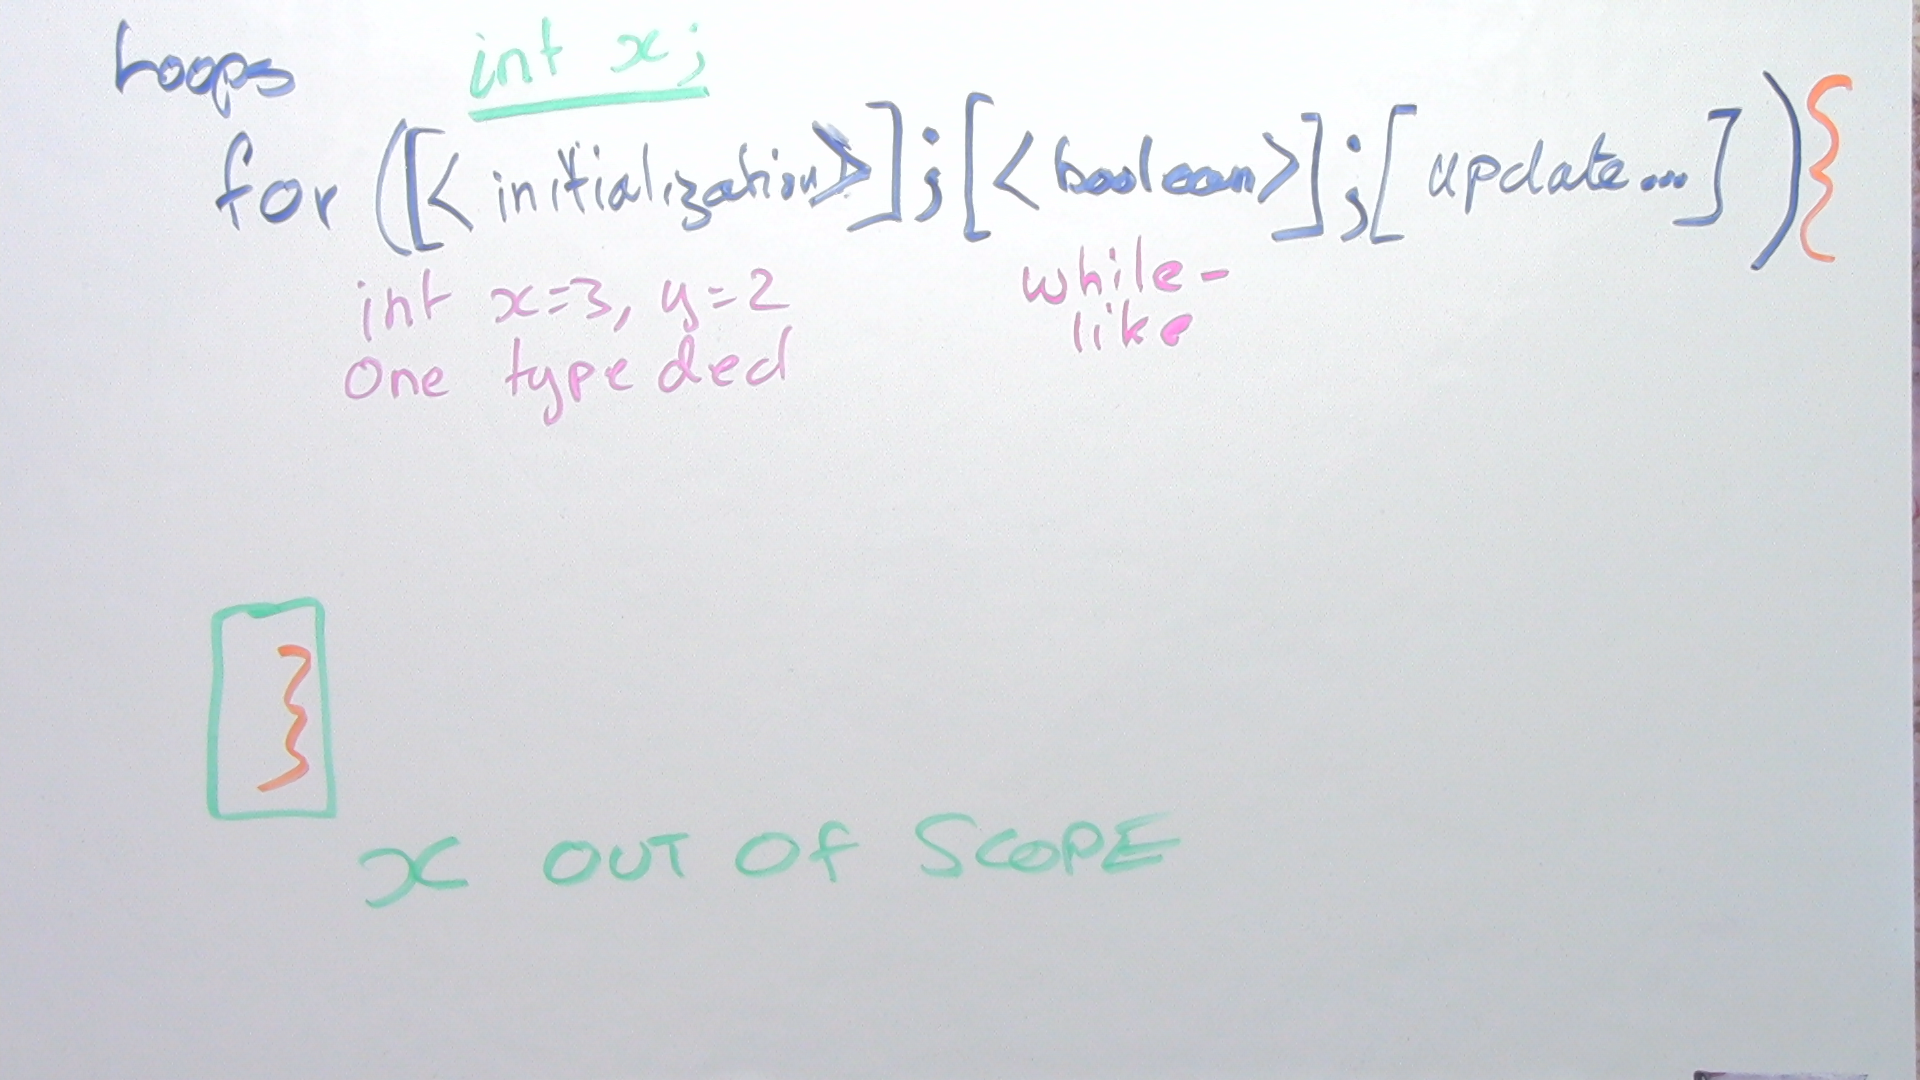 Loops
int x;
for ([< initialization>];[< boolean>];[ update...] ){
int x=3, y=2
one type decl
while-
like
}
x OUT OF SCOPE